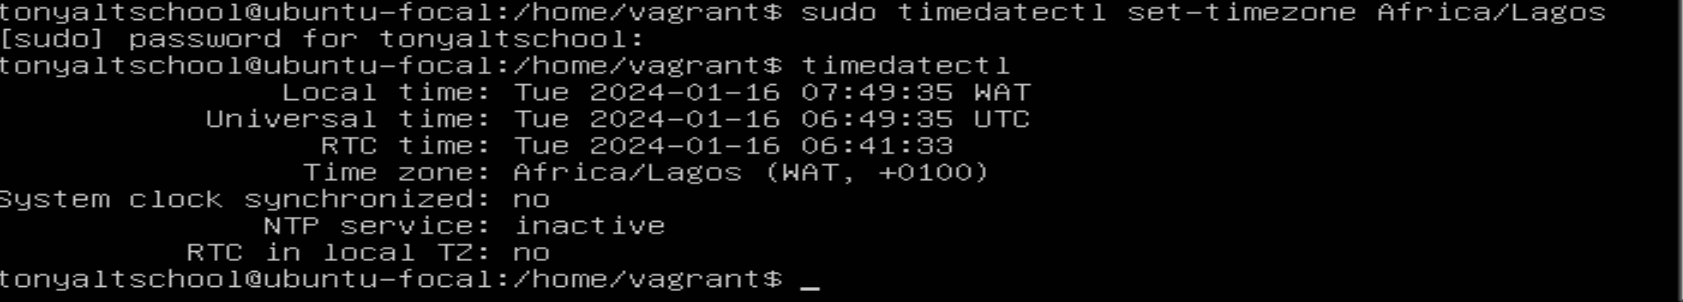 tonyaltschool@ubuntu-focal:/home/vagrant$ sudo timedatectl set-timezone Africa/Lagos
[sudo] password for tonyaltschool:
tonyaltschool@ubuntu-focal:/home/vagrant$ timedatectl
Local time: Tue 2024-01-16 07:49:35 WAT
Universal time: Tue 2024-01-16 06:49:35 UTC
RTC time: Tue 2024-01-16 06:41:33
Time zone: Africa/Lagos (WAT, +0100)
System clock synchronized: no
NTP service: inactive
RTC in local TZ: no
tonyaltschool@ubuntu-focal:/home/vagrant$ _